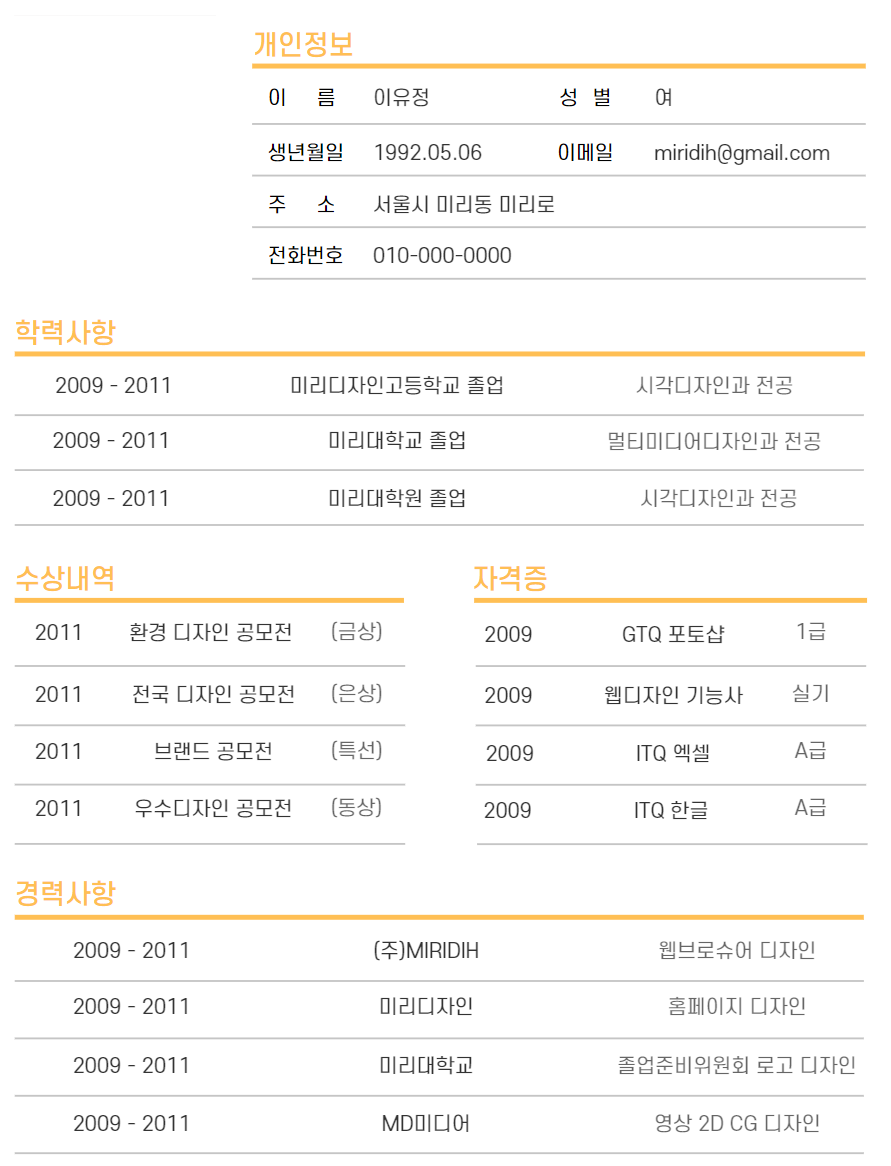 개인정보
이 름 이유정 성 별 여
생년월일 1992.05.06 이메일 miridih@gmail.com
주 소 서울시 미리동 미리로
전화번호 010-000-0000
학력사항
2009 - 2011 미리디자인고등학교 졸업 시각디자인과 전공
2009 - 2011 미리대학교 졸업 멀티미디어디자인과 전공
2009 - 2011 미리대학원 졸업 시각디자인과 전공
수상내역
2011 환경 디자인 공모전 (금상)
2011 전국 디자인 공모전 (은상)
2011 브랜드 공모전 (특선)
2011 우수디자인 공모전 (동상)
자격증
2009 GTQ 포토샵 1급
2009 웹디자인 기능사 실기
2009 ITQ 엑셀 A급
2009 ITQ 한글 A급
경력사항
2009 - 2011 (주)MIRIDIH 웹브로슈어 디자인
2009 - 2011 미리디자인 홈페이지 디자인
2009 - 2011 미리대학교 졸업준비위원회 로고 디자인
2009 - 2011 MD미디어 영상 2D CG 디자인